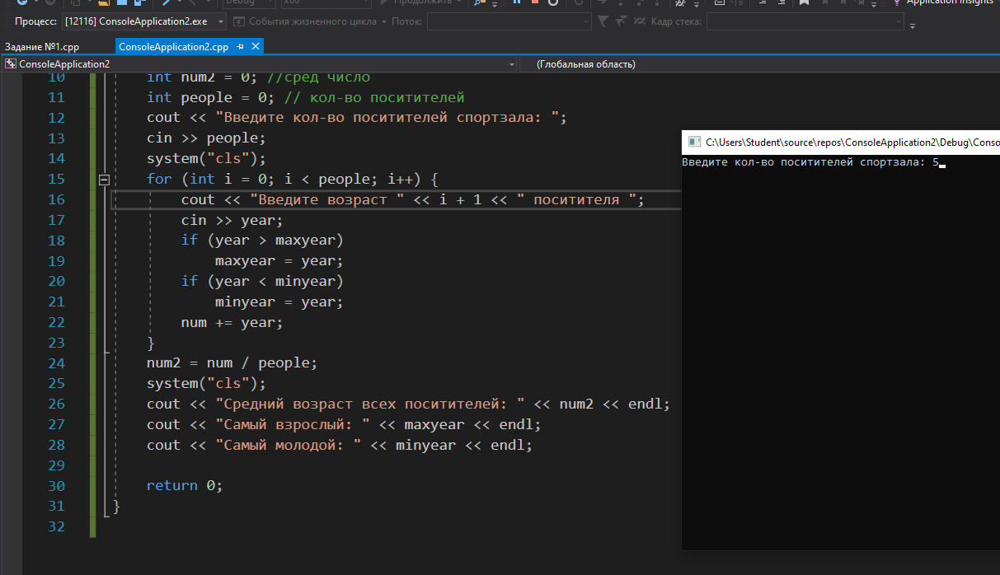 Debug x86 Продолжить Application Insights
Процесс: [12116] ConsoleApplication2.exe События жизненного цикла Поток: Кадр стека:
Задание №1.cpp ConsoleApplication2.cpp
ConsoleApplication2 (Глобальная область)
10 int num2 = 0; //сред число
11 int people = 0; // кол-во поситителей
12 cout << "Введите кол-во поситителей спортзала: ";
13 cin >> people;
14 system("cls");
15 for (int i = 0; i < people; i++) {
16 cout << "Введите возраст " << i + 1 << " поситителя ";
17 cin >> year;
18 if (year > maxyear)
19 maxyear = year;
20 if (year < minyear)
21 minyear = year;
22 num += year;
23 }
24 num2 = num / people;
25 system("cls");
26 cout << "Средний возраст всех поситителей: " << num2 << endl;
27 cout << "Самый взрослый: " << maxyear << endl;
28 cout << "Самый молодой: " << minyear << endl;
29
30 return 0;
31 }
32
C:\Users\Student\source\repos\ConsoleApplication2\Debug\Conso
Введите кол-во поситителей спортзала: 5